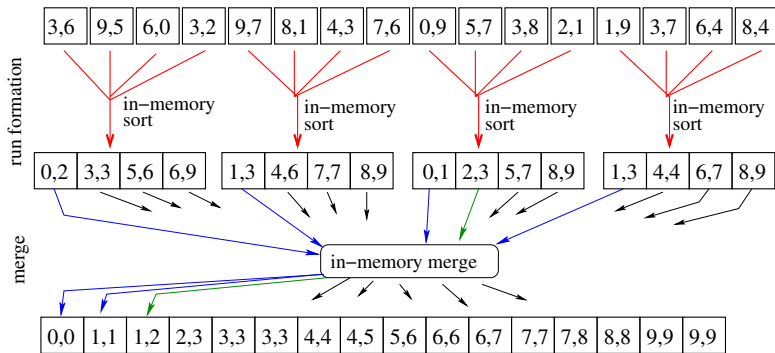 3,6 9,5 6,0 3,2 9,7 8,1 4,3 7,6 0,9 5,7 3,8 2,1 1,9 3,7 6,4 8,4
run formation
in-memory sort
in-memory sort
in-memory sort
in-memory sort
0,2 3,3 5,6 6,9 1,3 4,6 7,7 8,9 0,1 2,3 5,7 8,9 1,3 4,4 6,7 8,9
merge
in-memory merge
0,0 1,1 1,2 2,3 3,3 3,3 4,4 4,5 5,6 6,6 6,7 7,7 7,8 8,8 9,9 9,9